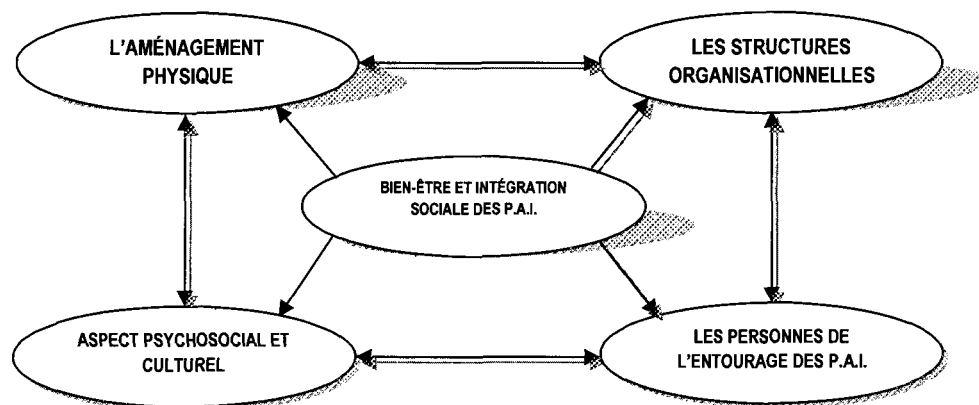 L'AMÉNAGEMENT
PHYSIQUE
LES STRUCTURES
ORGANISATIONNELLES
BIEN-ÊTRE ET INTÉGRATION
SOCIALE DES P.A.I.
ASPECT PSYCHOSOCIAL ET
CULTUREL
LES PERSONNES DE
L'ENTOURAGE DES P.A.I.